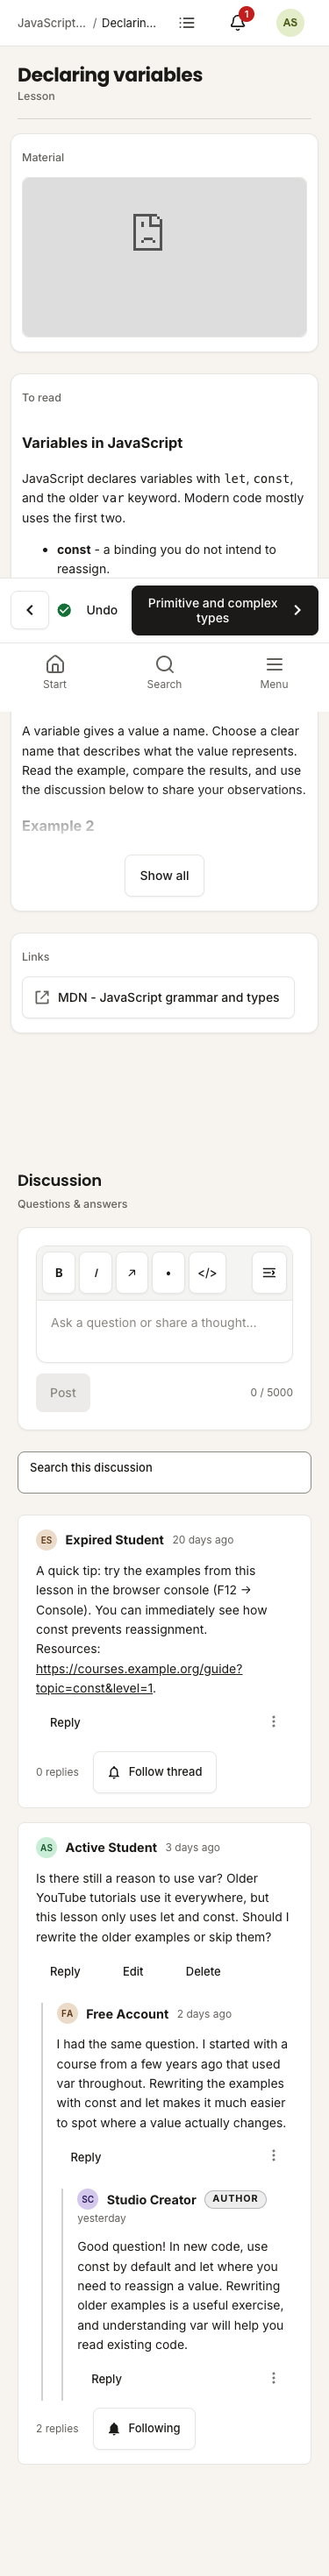 JavaScript... / Declarin...
1
AS
Declaring variables
Lesson
Material
To read
Variables in JavaScript
JavaScript declares variables with let, const,
and the older var keyword. Modern code mostly
uses the first two.
• const - a binding you do not intend to
reassign.
Undo
Primitive and complex
types
Start
Search
Menu
A variable gives a value a name. Choose a clear
name that describes what the value represents.
Read the example, compare the results, and use
the discussion below to share your observations.
Example 2
Show all
Links
MDN - JavaScript grammar and types
Discussion
Questions & answers
B
I
↗
•
</>
Ask a question or share a thought...
Post
0 / 5000
Search this discussion
ES
Expired Student
20 days ago
A quick tip: try the examples from this
lesson in the browser console (F12 →
Console). You can immediately see how
const prevents reassignment.
Resources:
https://courses.example.org/guide?
topic=const&level=1.
Reply
0 replies
Follow thread
AS
Active Student
3 days ago
Is there still a reason to use var? Older
YouTube tutorials use it everywhere, but
this lesson only uses let and const. Should I
rewrite the older examples or skip them?
Reply
Edit
Delete
FA
Free Account
2 days ago
I had the same question. I started with a
course from a few years ago that used
var throughout. Rewriting the examples
with const and let makes it much easier
to spot where a value actually changes.
Reply
SC
Studio Creator
AUTHOR
yesterday
Good question! In new code, use
const by default and let where you
need to reassign a value. Rewriting
older examples is a useful exercise,
and understanding var will help you
read existing code.
Reply
2 replies
Following